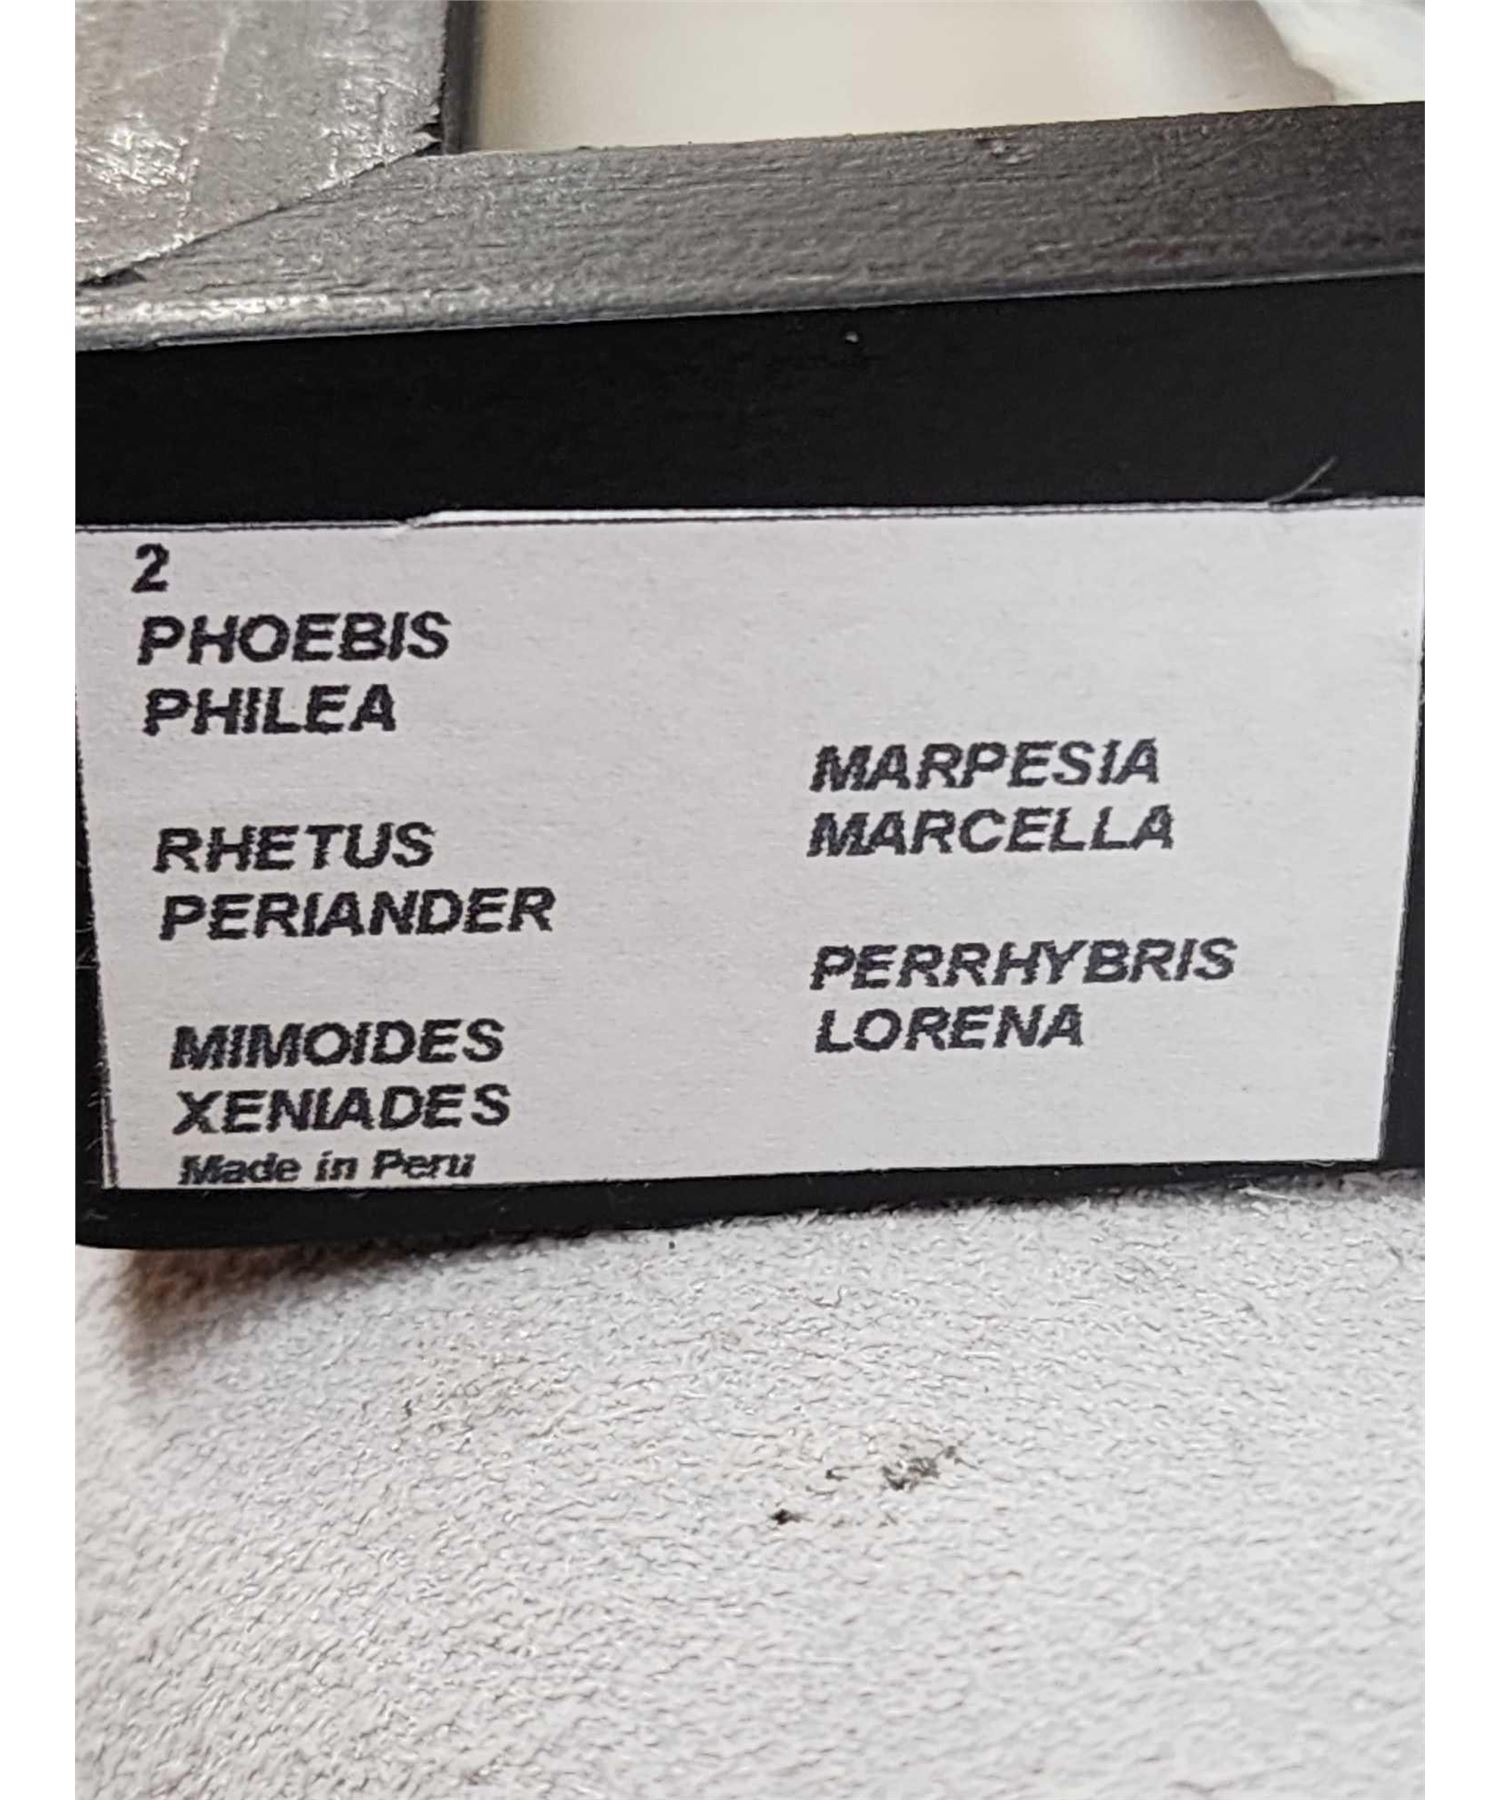 2
PHOEBIS
PHILEA
RHETUS
PERIANDER
MIMOIDES
XENIADES
Made in Peru
MARPESIA
MARCELLA
PERRHYBRIS
LORENA